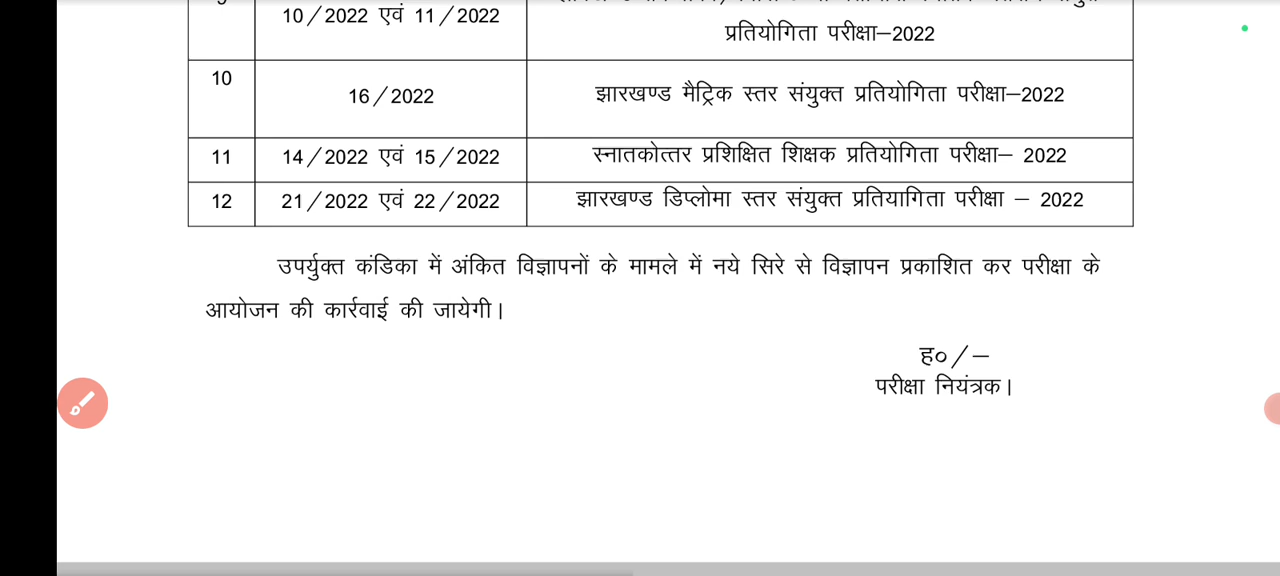 10/2022 एवं 11/2022
प्रतियोगिता परीक्षा–2022
10
16/2022
झारखण्ड मैट्रिक स्तर संयुक्त प्रतियोगिता परीक्षा–2022
11
14/2022 एवं 15/2022
स्नातकोत्तर प्रशिक्षित शिक्षक प्रतियोगिता परीक्षा– 2022
12
21/2022 एवं 22/2022
झारखण्ड डिप्लोमा स्तर संयुक्त प्रतियागिता परीक्षा – 2022
उपर्युक्त कंडिका में अंकित विज्ञापनों के मामले में नये सिरे से विज्ञापन प्रकाशित कर परीक्षा के
आयोजन की कार्रवाई की जायेगी।
ह०/–
परीक्षा नियंत्रक।